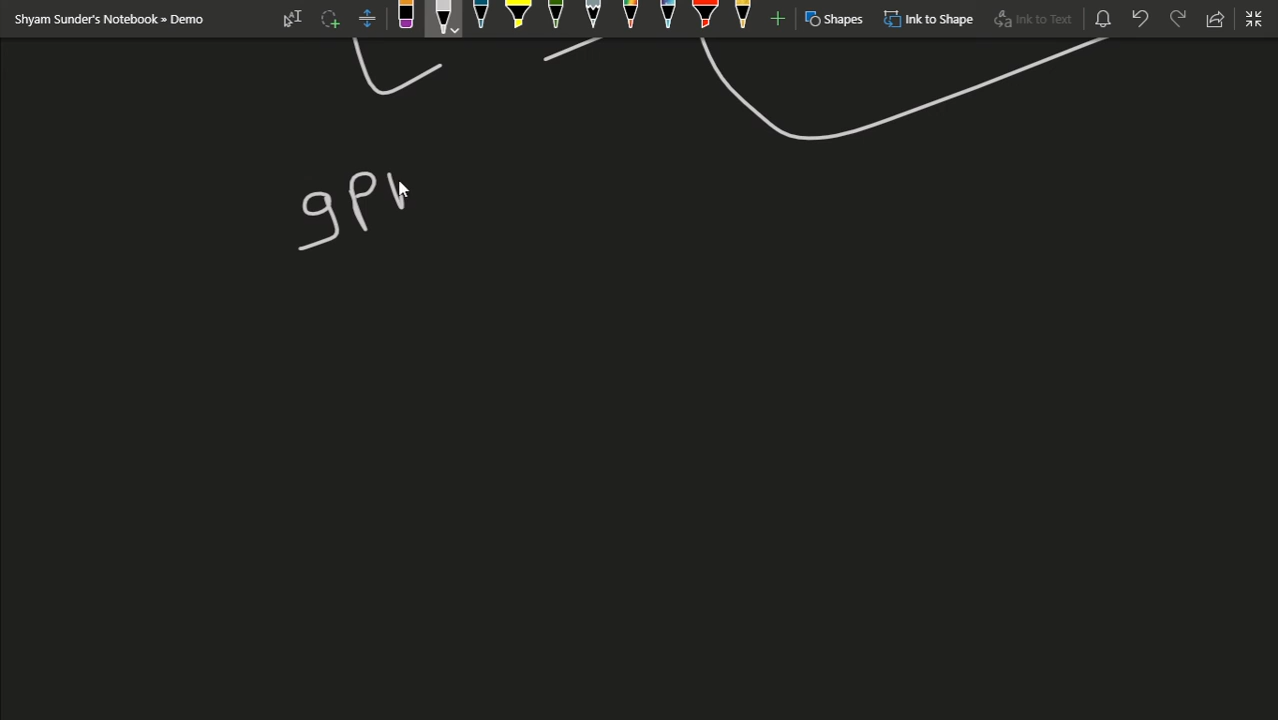 Shyam Sunder's Notebook » Demo
Shapes
Ink to Shape
Ink to Text
gP